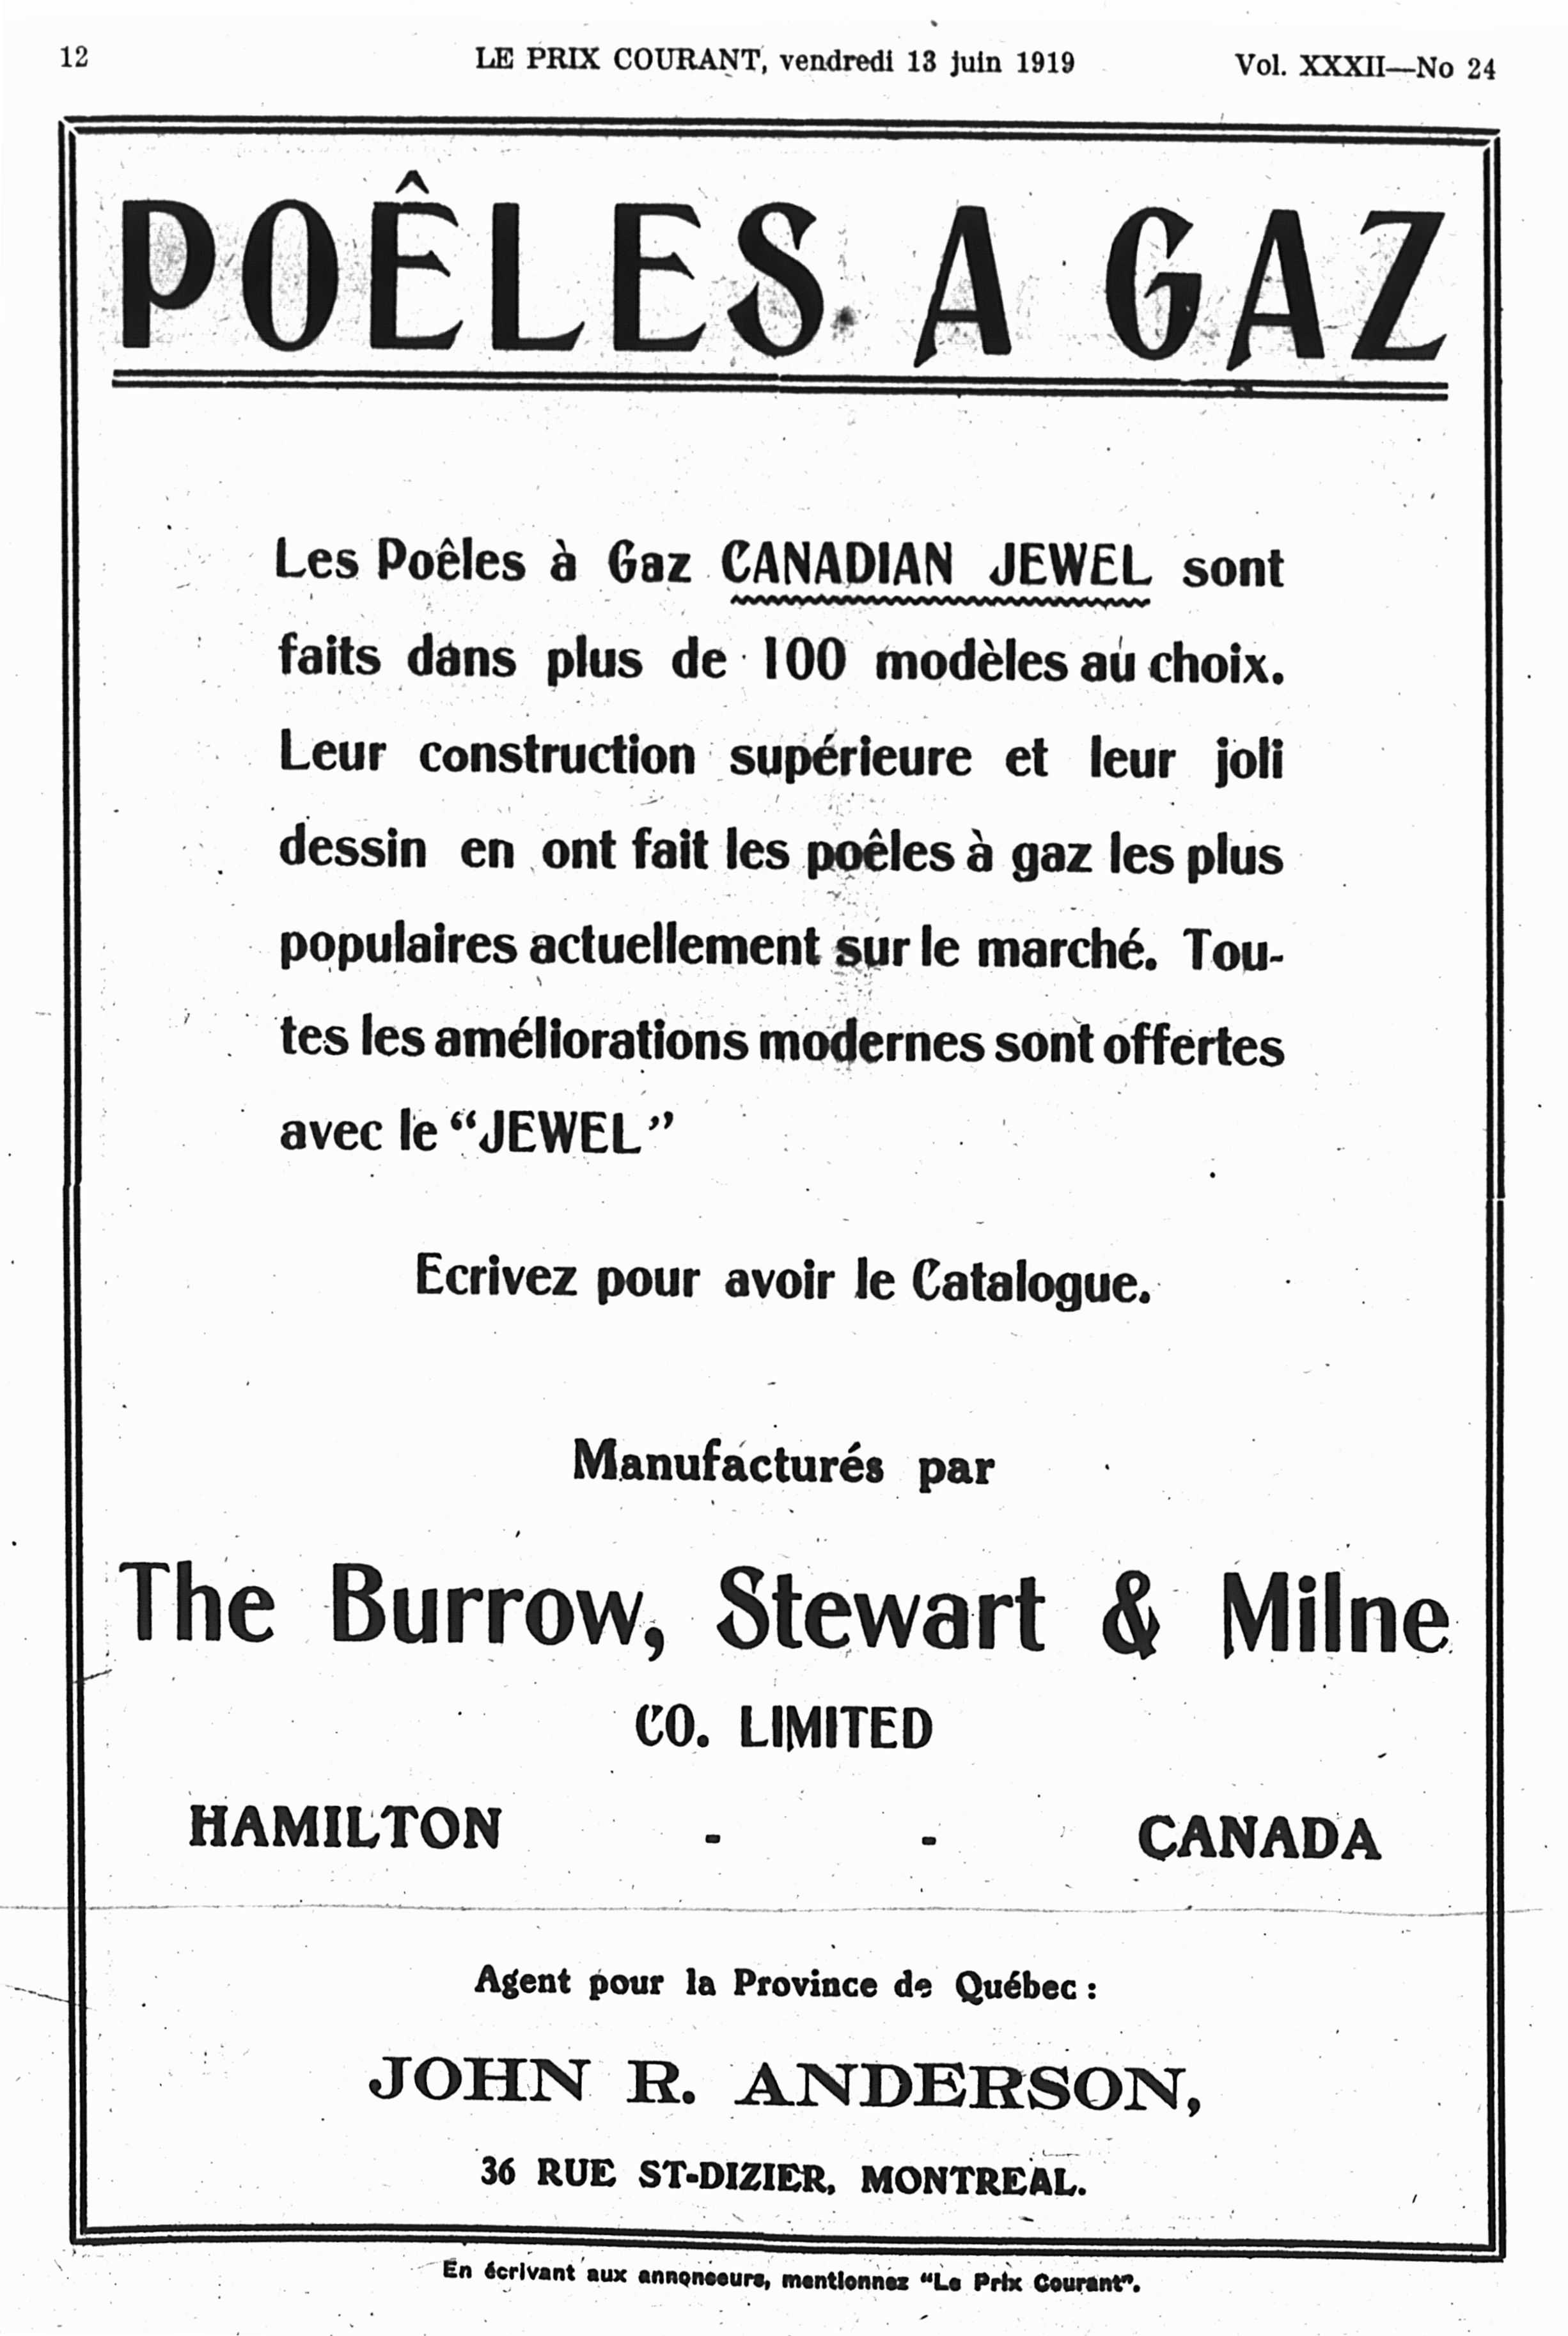 12 LE PRIX COURANT, vendredi 13 juin 1919 Vol. XXXII—No 24
POÊLES A GAZ
Les Poêles à Gaz CANADIAN JEWEL sont
faits dans plus de 100 modèles au choix.
Leur construction supérieure et leur joli
dessin en ont fait les poêles à gaz les plus
populaires actuellement sur le marché. Tou-
tes les améliorations modernes sont offertes
avec le “JEWEL”
Ecrivez pour avoir le Catalogue.
Manufacturés par
The Burrow, Stewart & Milne
CO. LIMITED
HAMILTON - - CANADA
Agent pour la Province de Québec :
JOHN R. ANDERSON,
36 RUE ST-DIZIER, MONTREAL.
En écrivant aux annonceurs, mentionnez “Le Prix Courant”.